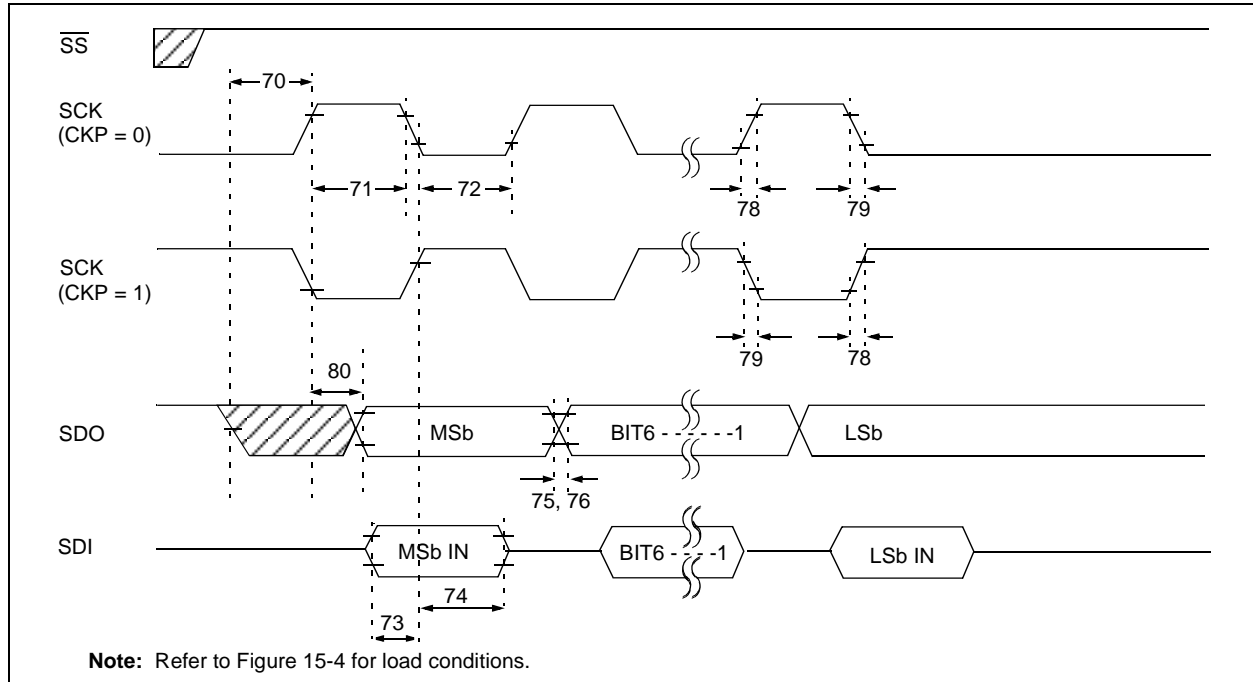 SS
70
SCK
(CKP = 0)
71
72
78
79
SCK
(CKP = 1)
79
78
80
SDO
MSb
BIT6 - - - - - -1
LSb
75, 76
SDI
MSb IN
BIT6 - - - -1
LSb IN
74
73
Note: Refer to Figure 15-4 for load conditions.